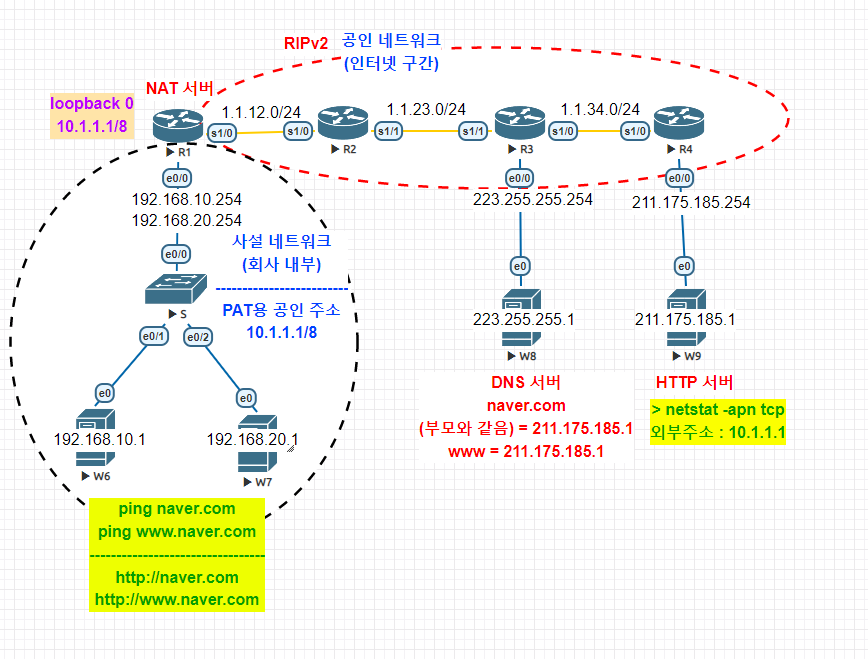 RIPv2 공인 네트워크
(인터넷 구간)
NAT 서버
loopback 0
10.1.1.1/8
1.1.12.0/24
1.1.23.0/24
1.1.34.0/24
s1/0
s1/0
s1/1
s1/1
s1/0
s1/0
R1
R2
R3
R4
e0/0
e0/0
e0/0
192.168.10.254
192.168.20.254
223.255.255.254
211.175.185.254
사설 네트워크
(회사 내부)
e0/0
e0
e0
S
PAT용 공인 주소
10.1.1.1/8
223.255.255.1
211.175.185.1
e0/1
e0/2
W8
W9
DNS 서버
naver.com
(부모와 같음) = 211.175.185.1
www = 211.175.185.1
HTTP 서버
> netstat -apn tcp
외부주소 : 10.1.1.1
e0
e0
192.168.10.1
192.168.20.1
W6
W7
ping naver.com
ping www.naver.com
--------------------------------
http://naver.com
http://www.naver.com